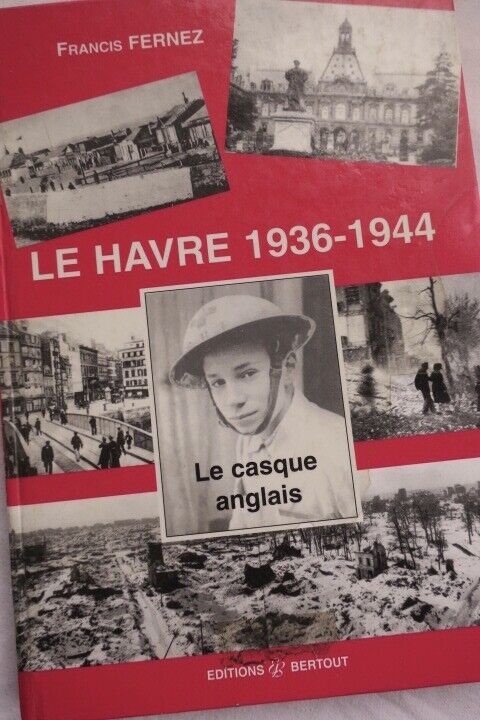 FRANCIS FERNEZ
LE HAVRE 1936-1944
Le casque
anglais
EDITIONS BERTOUT